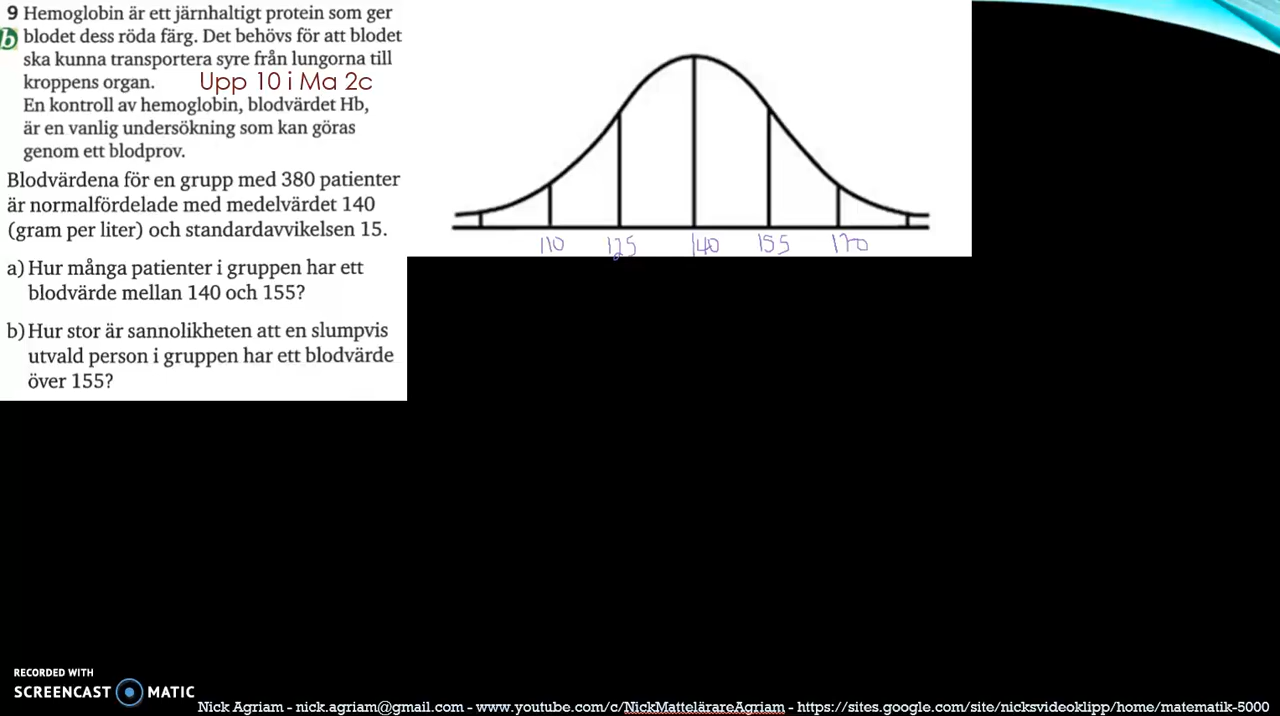 9 Hemoglobin är ett järnhaltigt protein som ger
b blodet dess röda färg. Det behövs för att blodet
ska kunna transportera syre från lungorna till
kroppens organ.
Upp 10 i Ma 2c
En kontroll av hemoglobin, blodvärdet Hb,
är en vanlig undersökning som kan göras
genom ett blodprov.
Blodvärdena för en grupp med 380 patienter
är normalfördelade med medelvärdet 140
(gram per liter) och standardavvikelsen 15.
a) Hur många patienter i gruppen har ett
blodvärde mellan 140 och 155?
b) Hur stor är sannolikheten att en slumpvis
utvald person i gruppen har ett blodvärde
över 155?
110 125 140 155 170
RECORDED WITH
SCREENCAST MATIC
Nick Agriam - nick.agriam@gmail.com - www.youtube.com/c/NickMattelärareAgriam - https://sites.google.com/site/nicksvideoklipp/home/matematik-5000